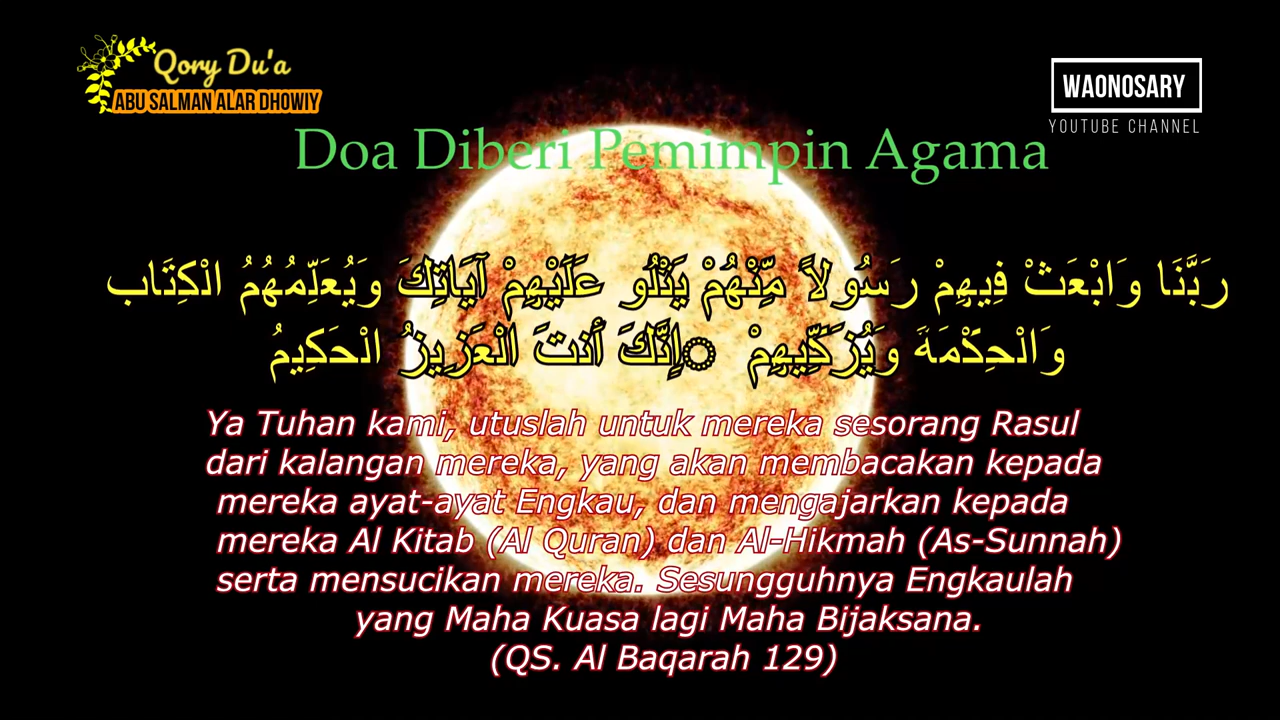 Qory Du'a
ABU SALMAN ALAR DHOWIY
WAONOSARY
YOUTUBE CHANNEL
Doa Diberi Pemimpin Agama
رَبَّنَا وَابْعَثْ فِيهِمْ رَسُولاً مِّنْهُمْ يَتْلُو عَلَيْهِمْ آيَاتِكَ وَيُعَلِّمُهُمُ الْكِتَاب
وَالْحِكْمَةَ وَيُزَكِّيهِمْ ۚ إِنَّكَ أَنتَ الْعَزِيزُ الْحَكِيمُ
Ya Tuhan kami, utuslah untuk mereka sesorang Rasul
dari kalangan mereka, yang akan membacakan kepada
mereka ayat-ayat Engkau, dan mengajarkan kepada
mereka Al Kitab (Al Quran) dan Al-Hikmah (As-Sunnah)
serta mensucikan mereka. Sesungguhnya Engkaulah
yang Maha Kuasa lagi Maha Bijaksana.
(QS. Al Baqarah 129)